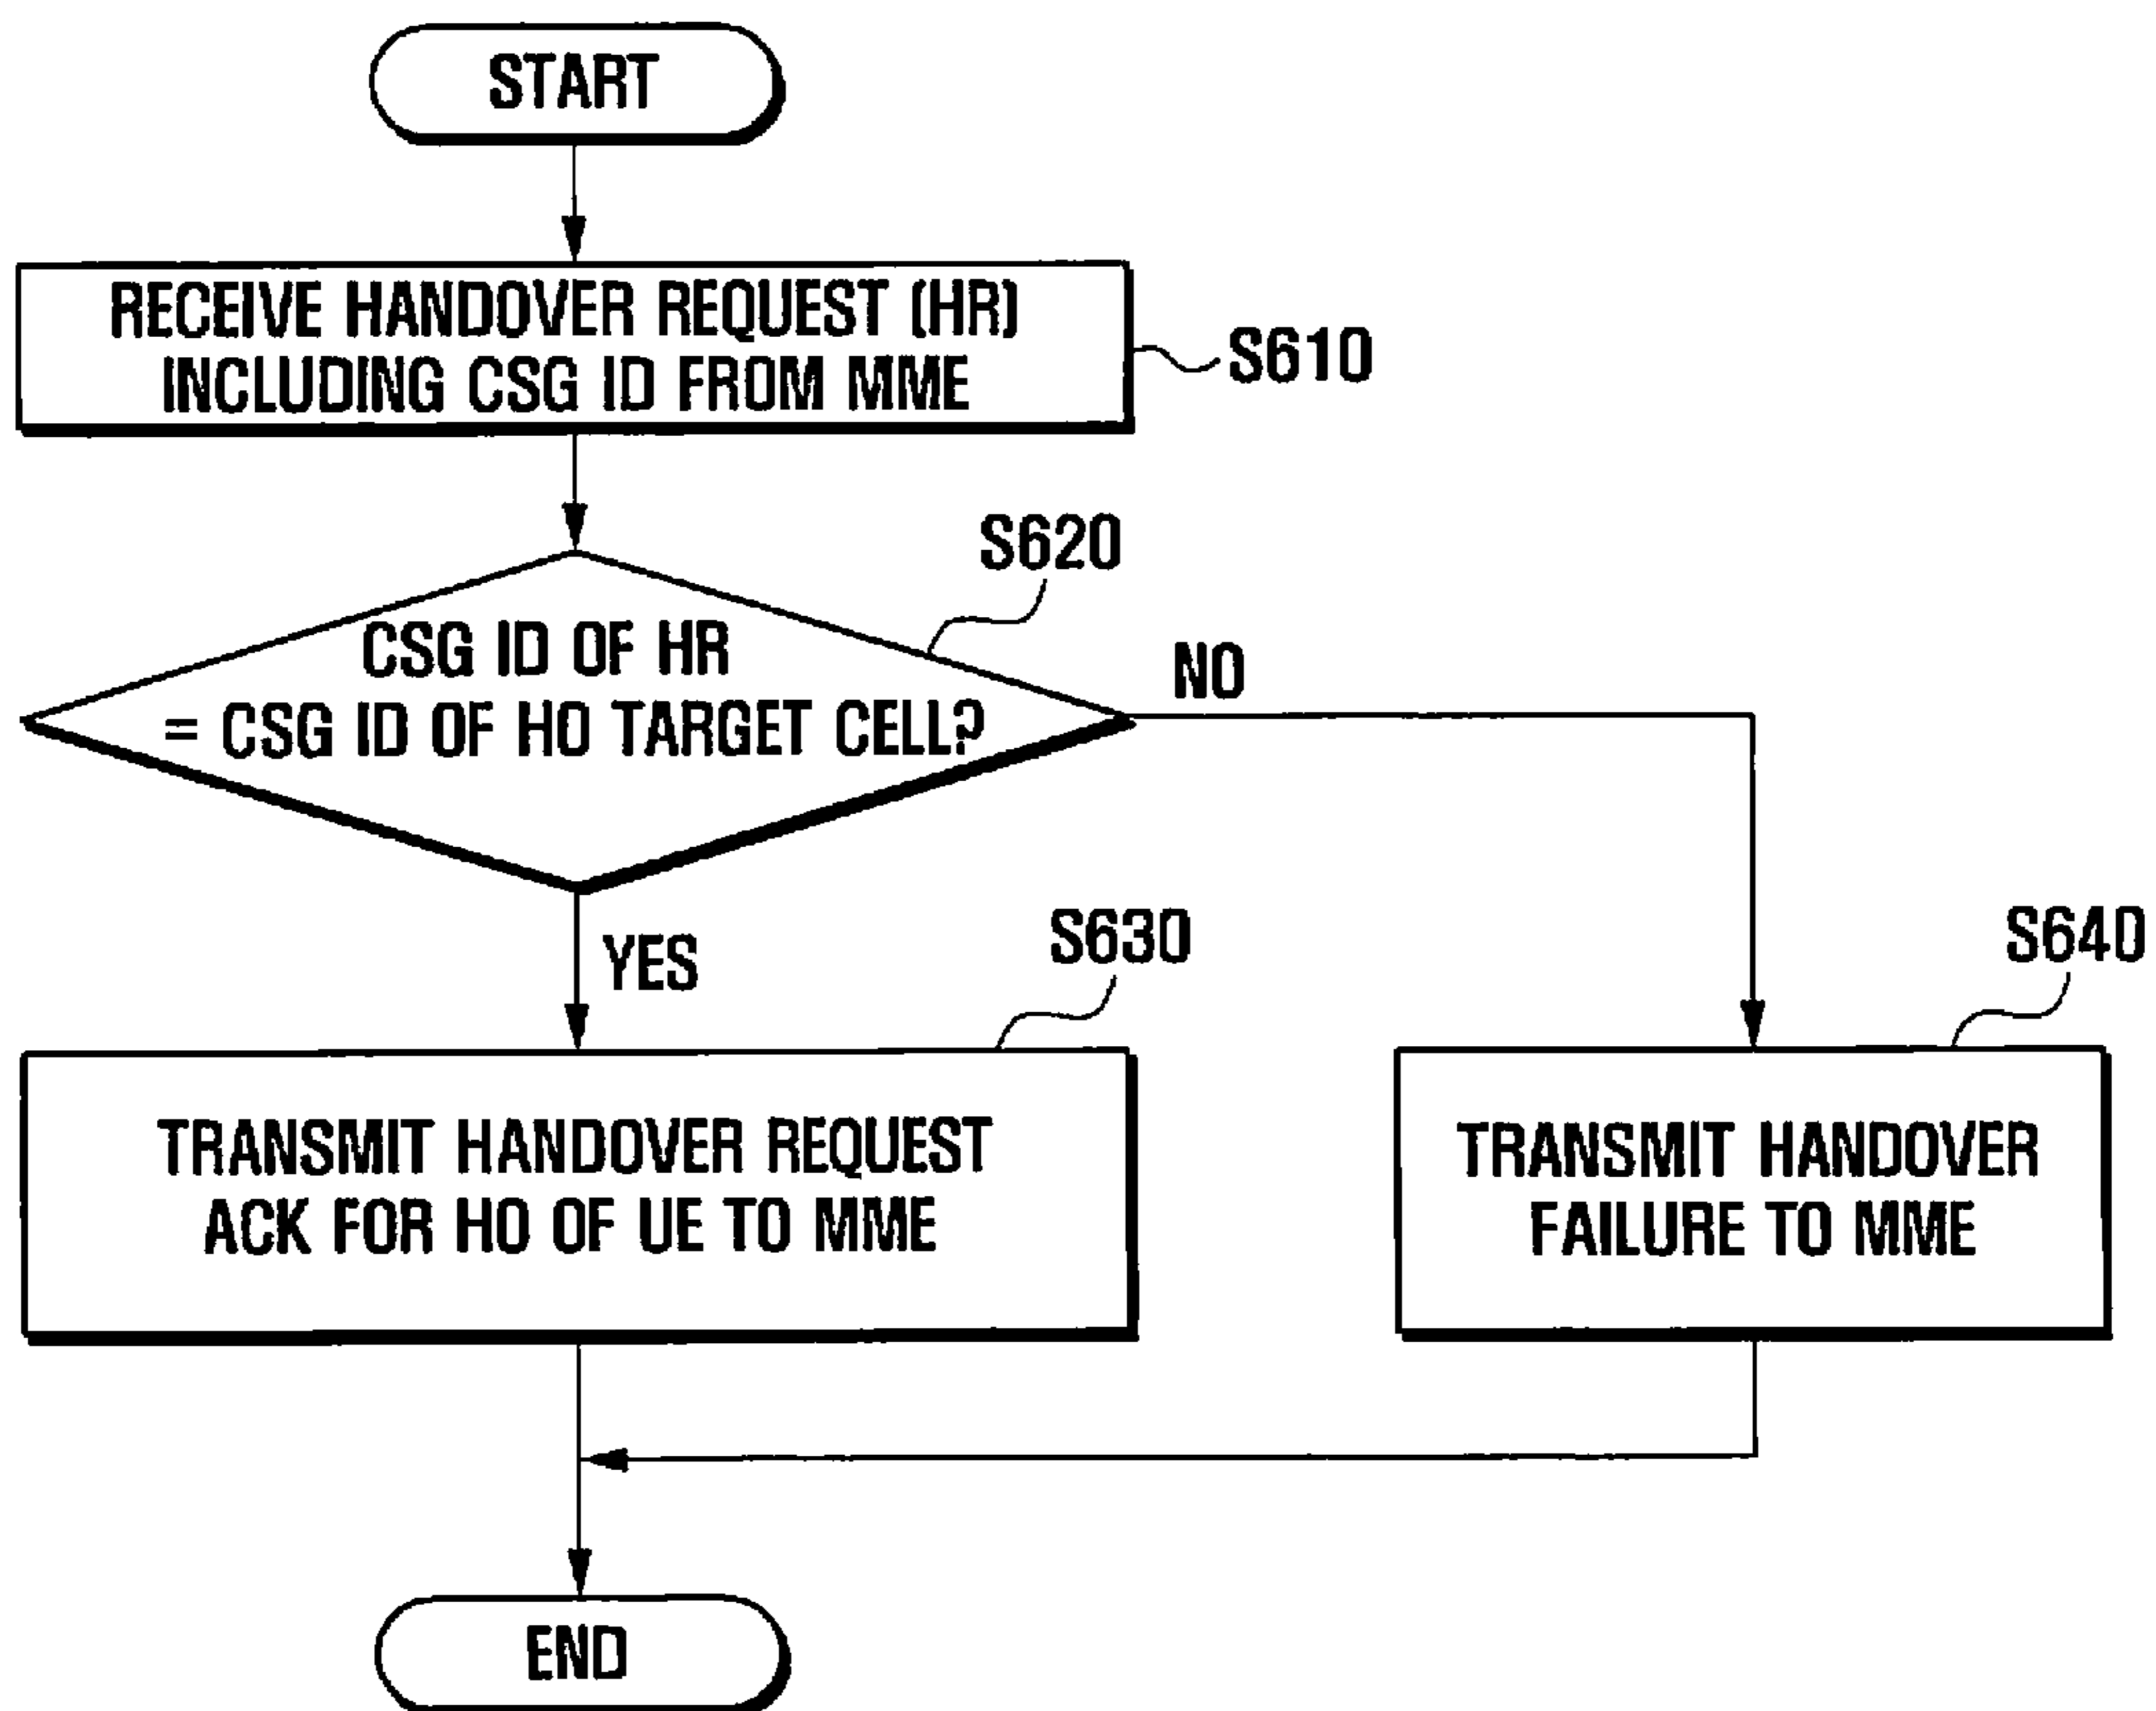 START
RECEIVE HANDOVER REQUEST (HR)
INCLUDING CSG ID FROM MME
S610
S620
CSG ID OF HR
= CSG ID OF HO TARGET CELL?
NO
YES
S630
S640
TRANSMIT HANDOVER REQUEST
ACK FOR HO OF UE TO MME
TRANSMIT HANDOVER
FAILURE TO MME
END